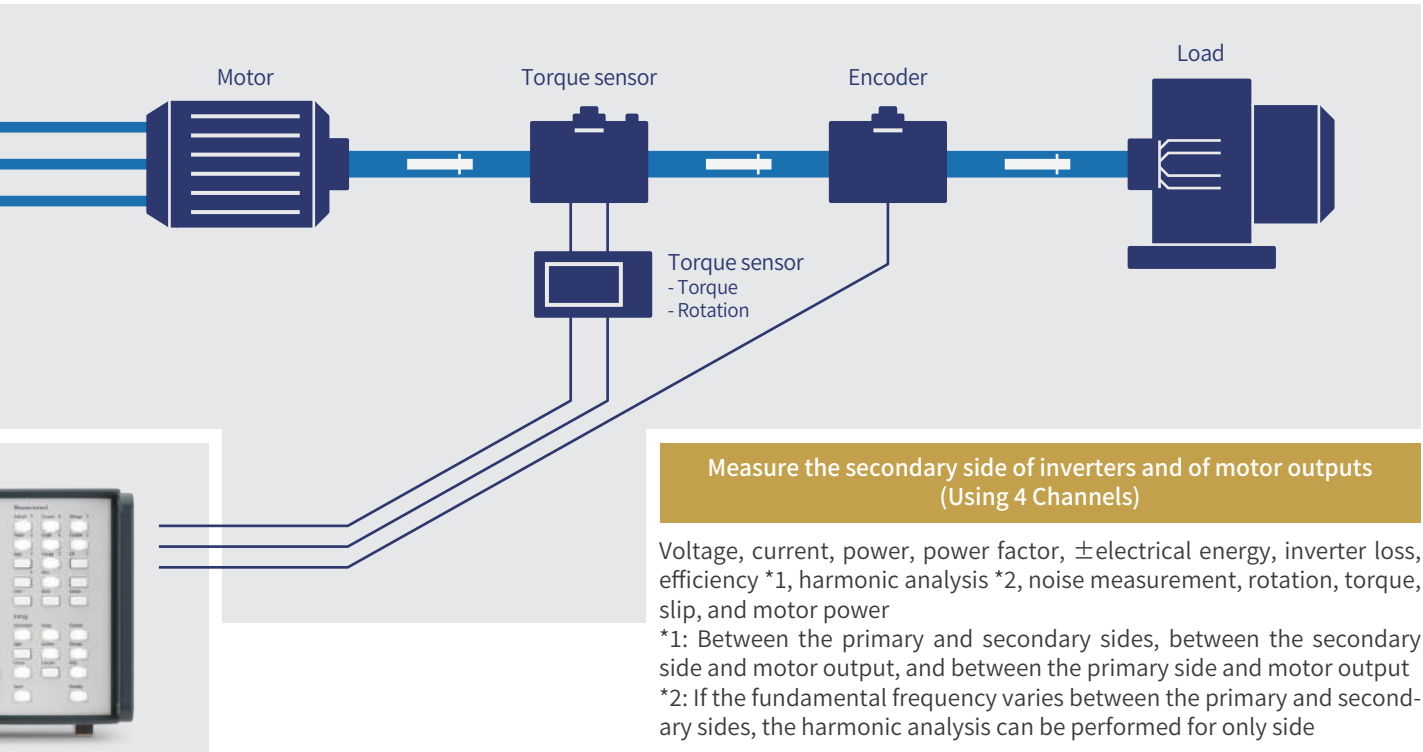 Motor
Torque sensor
Encoder
Load
Torque sensor
- Torque
- Rotation
Measurement
Measure the secondary side of inverters and of motor outputs
(Using 4 Channels)
Voltage, current, power, power factor, ±electrical energy, inverter loss,
efficiency *1, harmonic analysis *2, noise measurement, rotation, torque,
slip, and motor power
*1: Between the primary and secondary sides, between the secondary
side and motor output, and between the primary side and motor output
*2: If the fundamental frequency varies between the primary and second-
ary sides, the harmonic analysis can be performed for only side